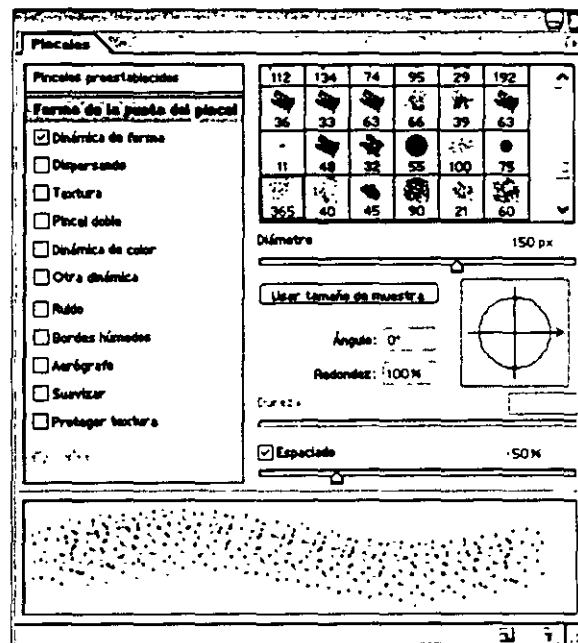 Pinceles
Pinceles preestablecidos
Forma de la punta del pincel
Dinámica de forma
Dispersando
Textura
Pincel doble
Dinámica de color
Otra dinámica
Ruido
Bordes húmedos
Aerógrafo
Suavizar
Proteger textura
112 134 74 95 29 192
36 33 63 66 39 63
11 48 32 55 100 75
365 40 45 90 21 60
Diámetro 150 px
Usar tamaño de muestra
Ángulo: 0°
Redondez: 100%
Dureza
Espaciado 50%